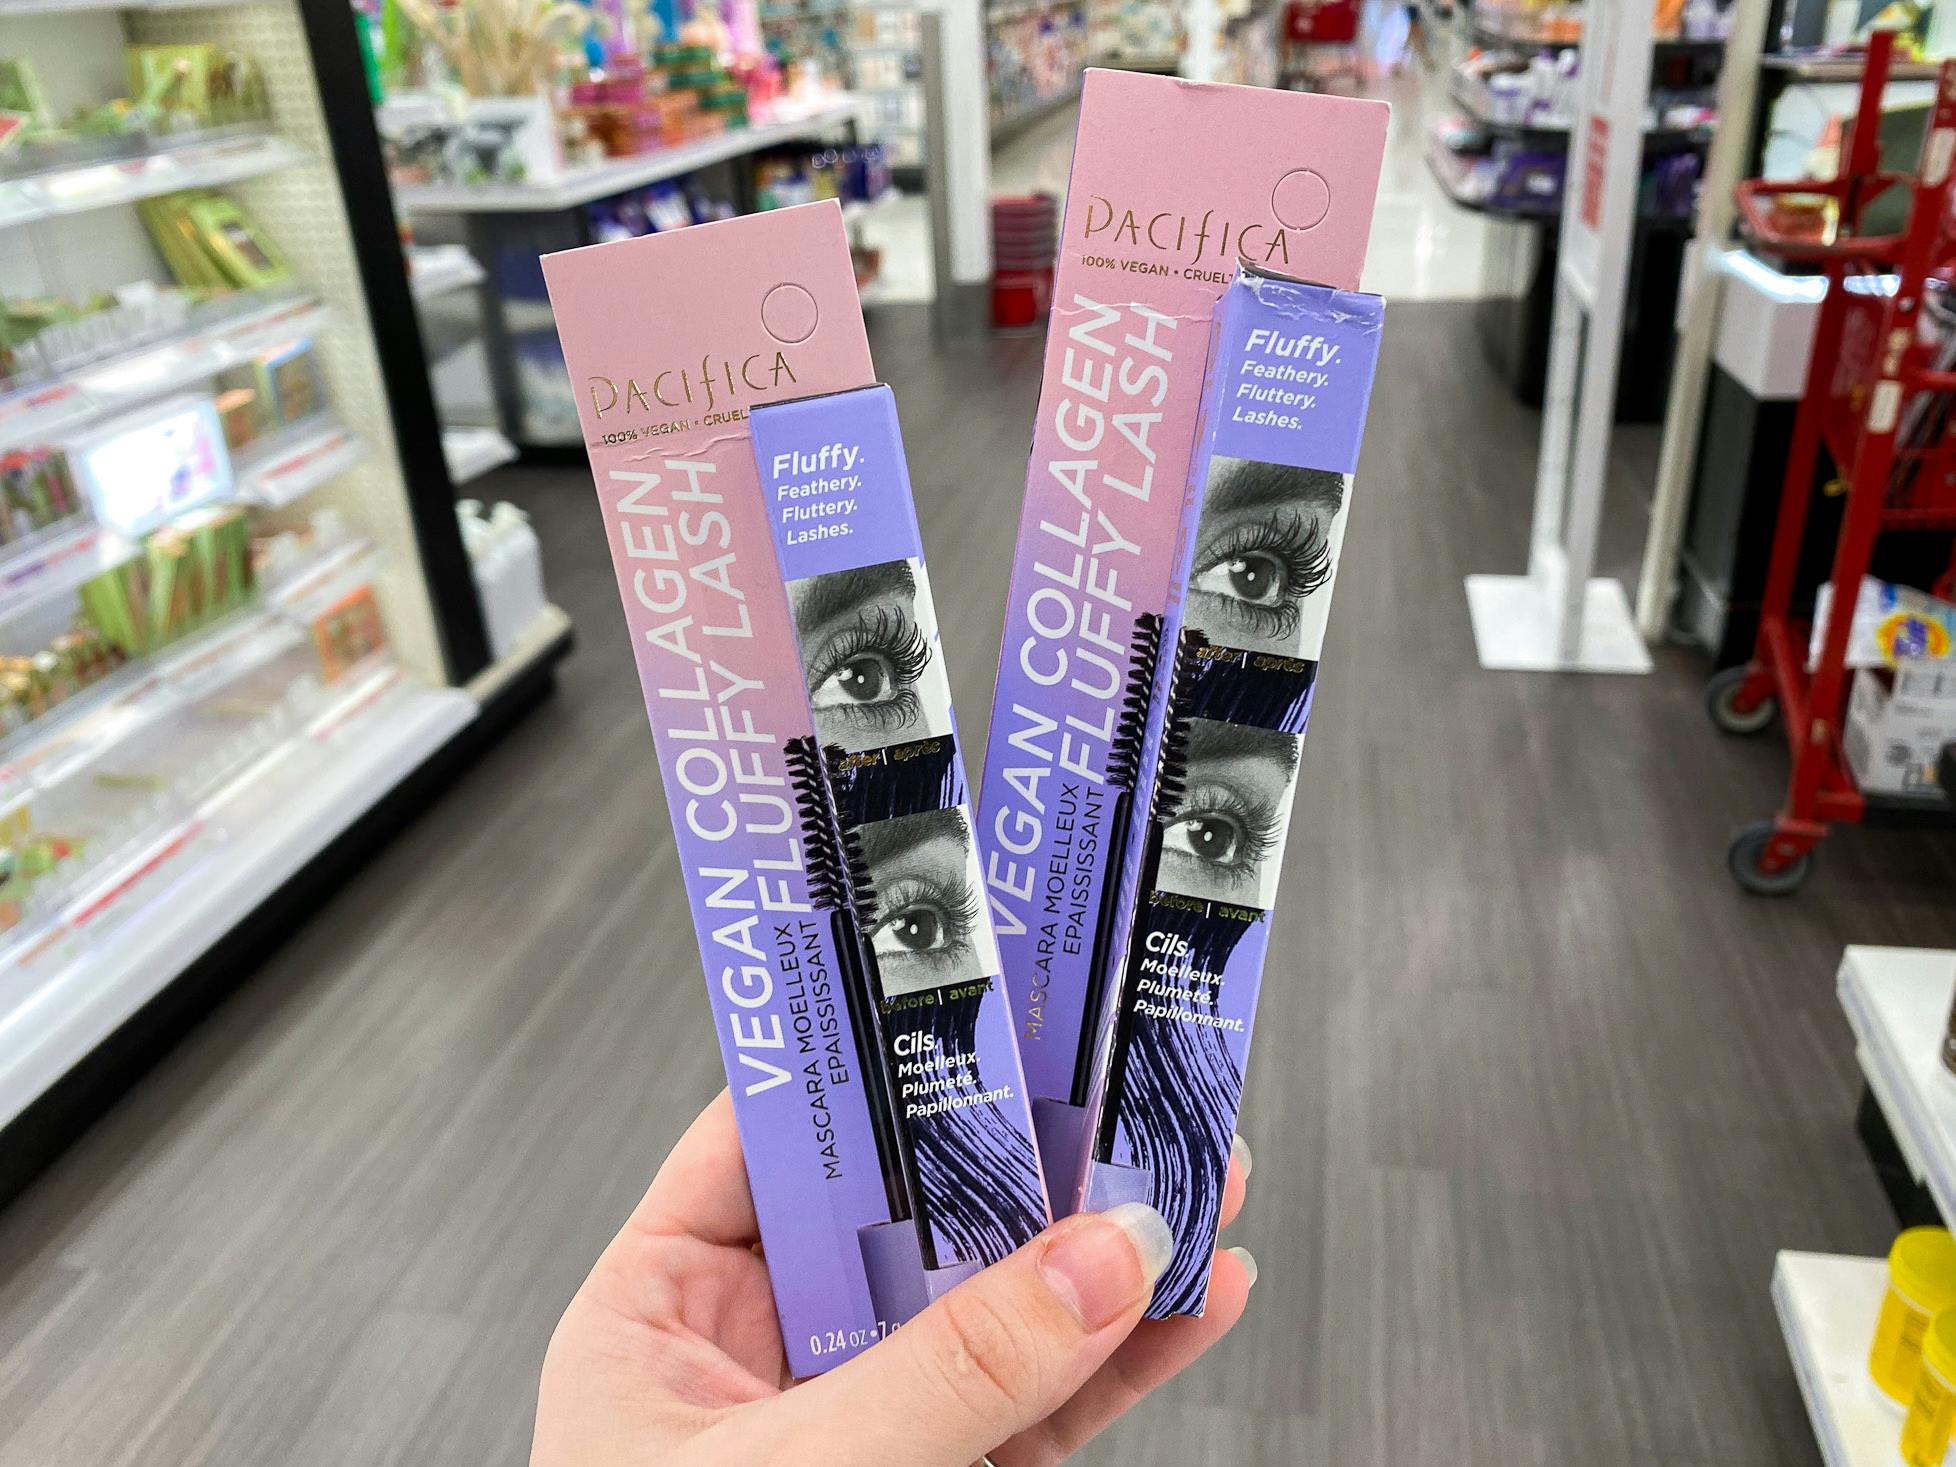 PACIFICA
100% VEGAN • CRUEL
VEGAN COLLAGEN
FLUFFY LASH
MASCARA MOELLEUX
EPAISSISSANT
0.24 OZ • 7
Fluffy.
Feathery.
Fluttery.
Lashes.
after | après
before | avant
Cils.
Moelleux.
Plumeté.
Papillonnant.
PACIFICA
100% VEGAN • CRUEL
VEGAN COLLAGEN
FLUFFY LASH
MASCARA MOELLEUX
EPAISSISSANT
Fluffy.
Feathery.
Fluttery.
Lashes.
after | après
before | avant
Cils.
Moelleux.
Plumeté.
Papillonnant.
Tide